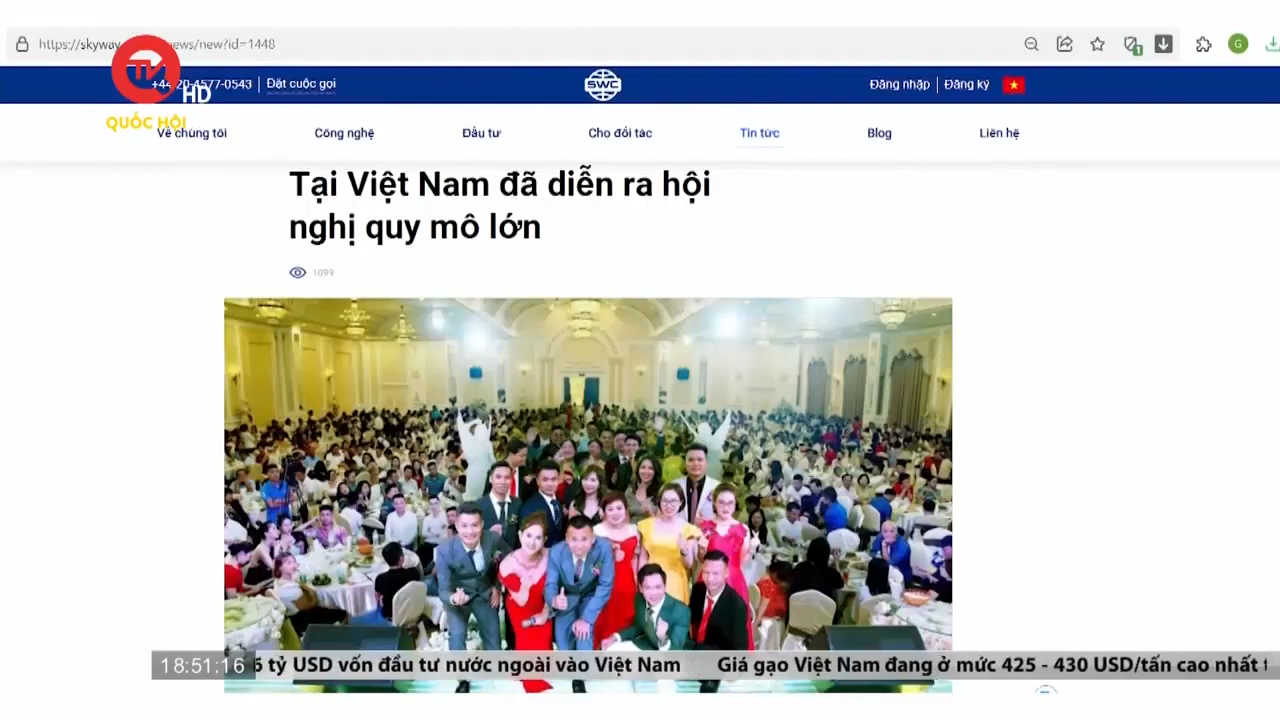 https://skyway
news/new?id=1448
TV
HD
QUỐC HỘI
+44 20-4577-0543
Đặt cuộc gọi
SWC
Đăng nhập
Đăng ký
Về chúng tôi
Công nghệ
Đầu tư
Cho đối tác
Tin tức
Blog
Liên hệ
Tại Việt Nam đã diễn ra hội
nghị quy mô lớn
1099
18:51:16
6 tỷ USD vốn đầu tư nước ngoài vào Việt Nam
Giá gạo Việt Nam đang ở mức 425 - 430 USD/tấn cao nhất